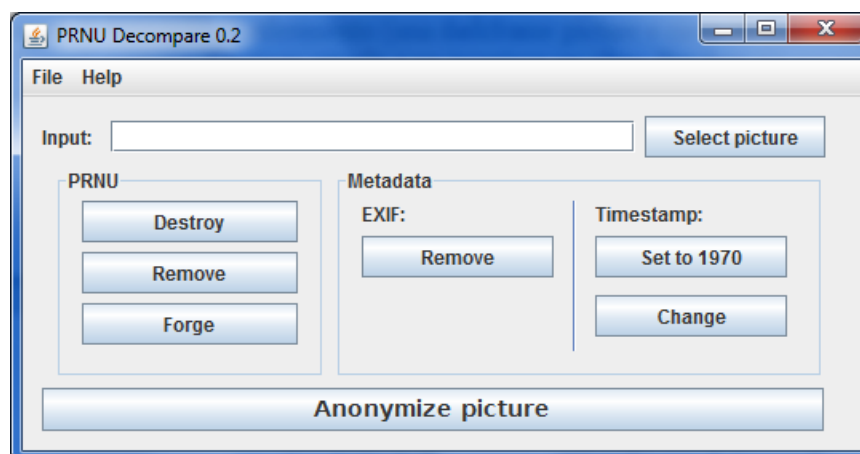 PRNU Decompare 0.2
File Help
Input: Select picture
PRNU
Destroy
Remove
Forge
Metadata
EXIF:
Remove
Timestamp:
Set to 1970
Change
Anonymize picture